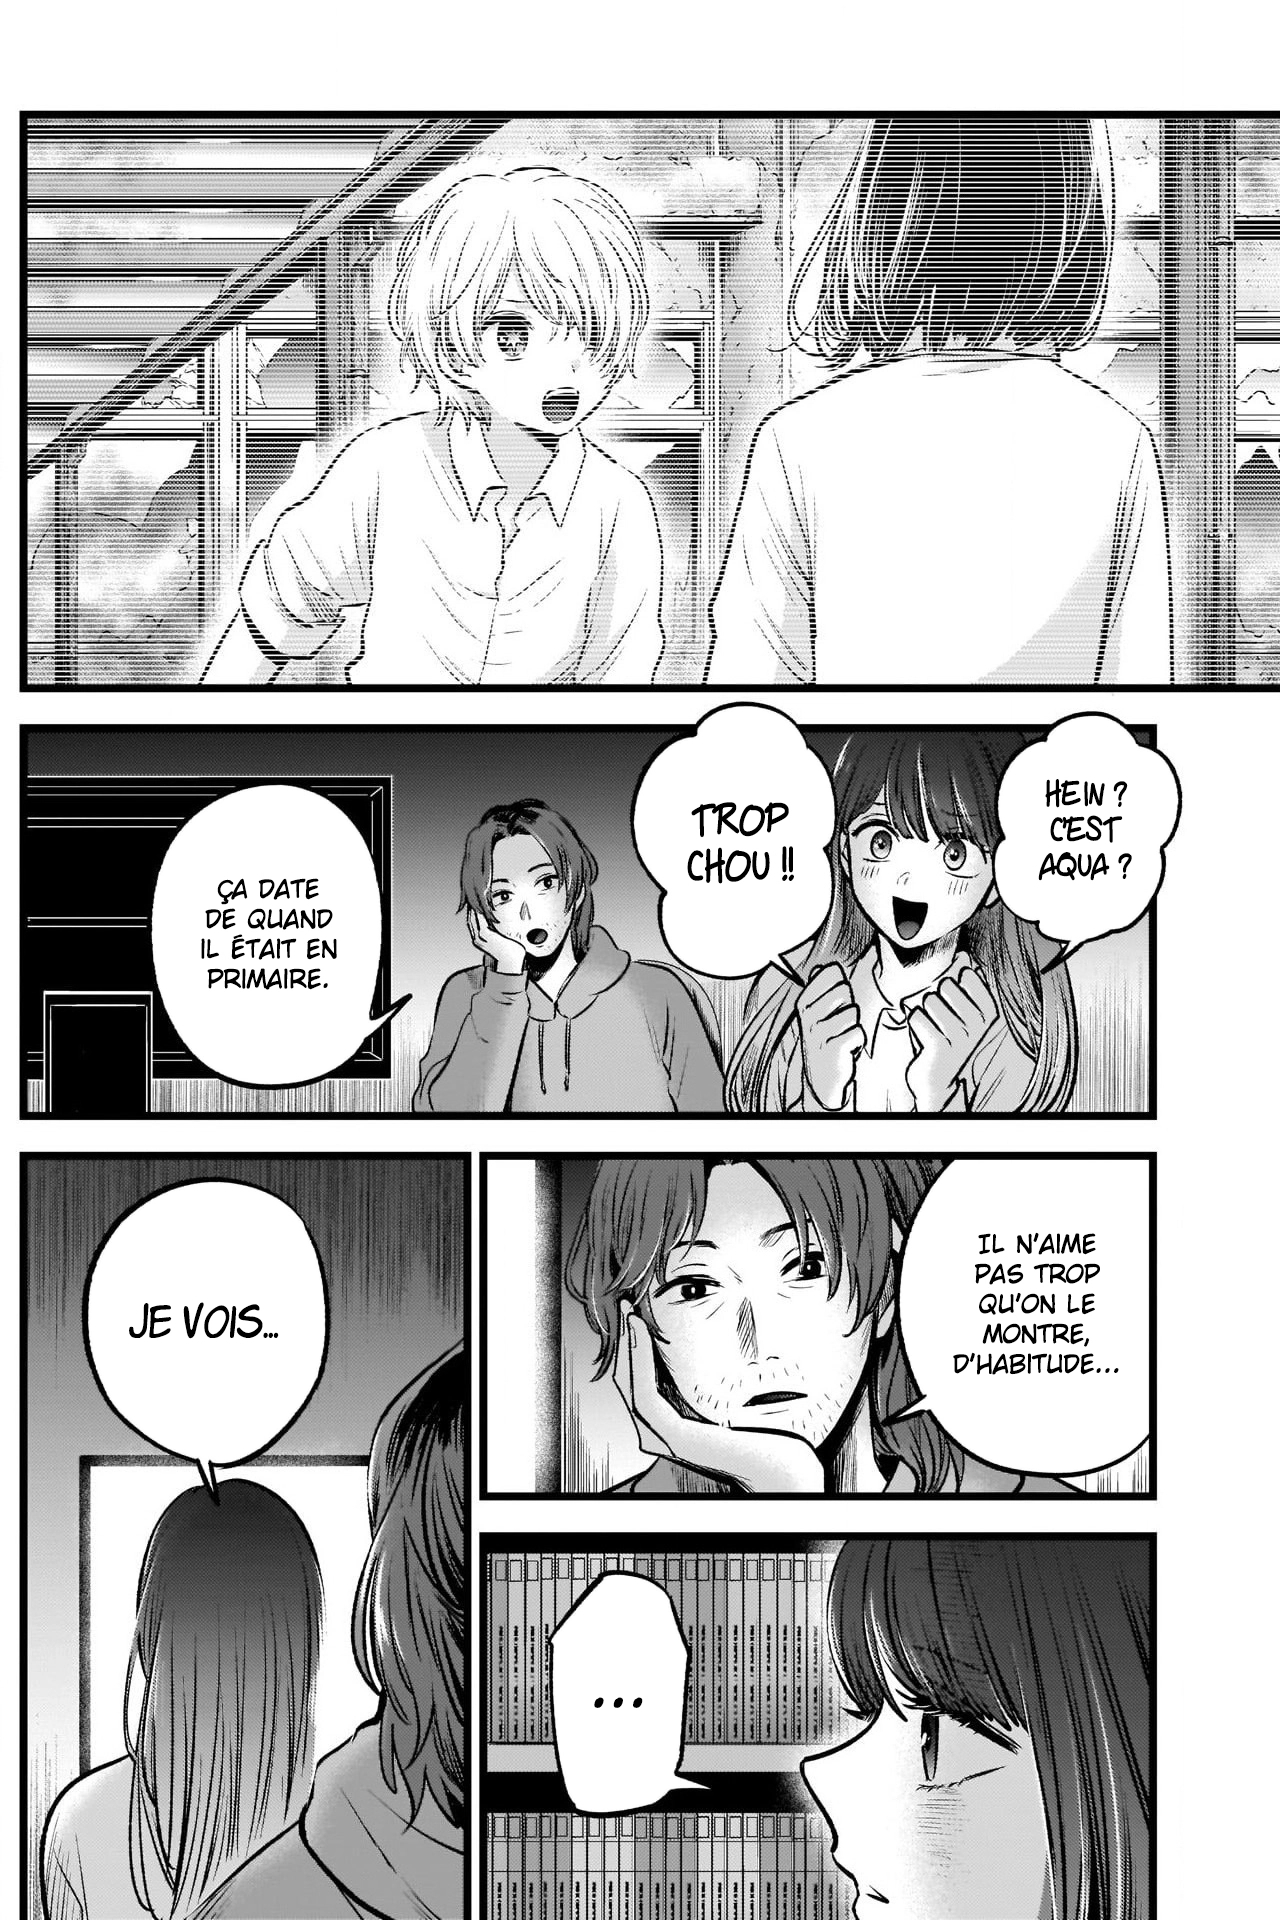 HEIN ?
C'EST
AQUA ?
TROP
CHOU !!
ÇA DATE
DE QUAND
IL ÉTAIT EN
PRIMAIRE.
IL N'AIME
PAS TROP
QU'ON LE
MONTRE,
D'HABITUDE...
...
JE VOIS...